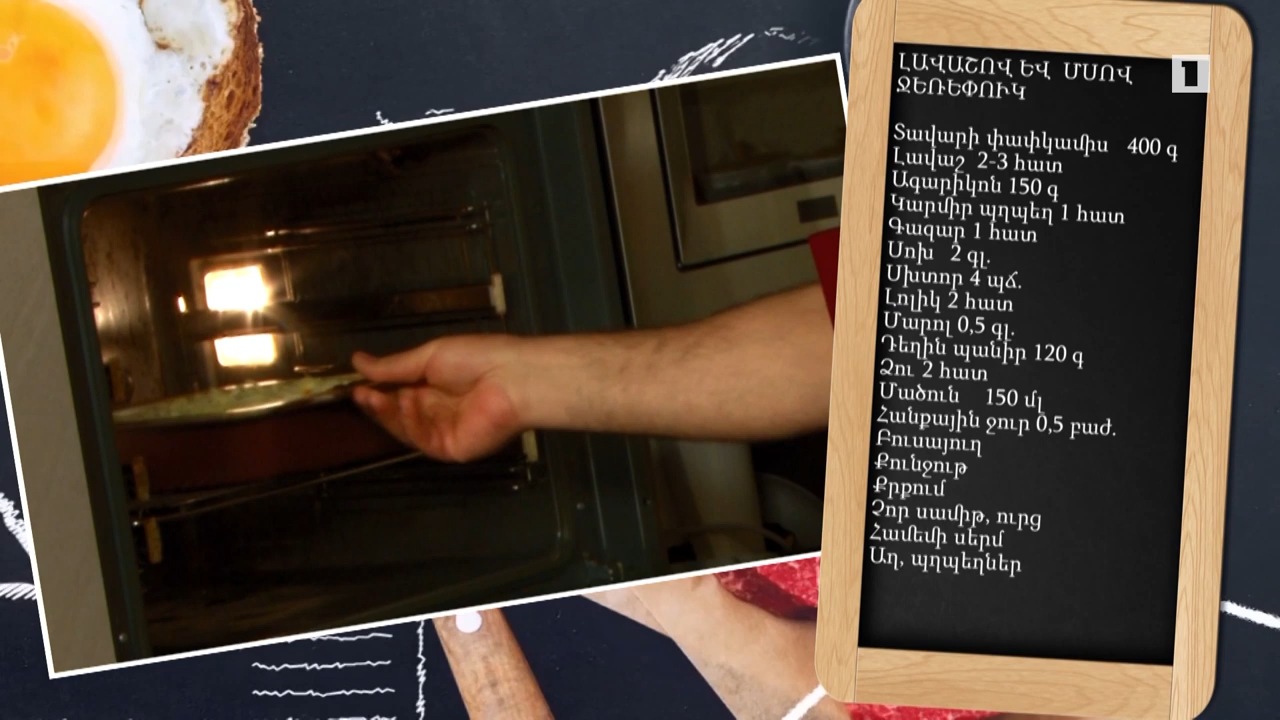 ԼԱՎԱՇՈՎ ԵՎ ՄՍՈՎ
ՋԵՌԵՓՈՒԿ
1
Տավարի փափկամիս 400 գ
Լավաշ 2-3 հատ
Ագարիկոն 150 գ
Կարմիր պղպեղ 1 հատ
Գազար 1 հատ
Սոխ 2 գլ.
Սխտոր 4 պճ.
Լոլիկ 2 հատ
Մարոլ 0,5 գլ.
Դեղին պանիր 120 գ
Ձու 2 հատ
Մածուն 150 մլ
Հանքային ջուր 0,5 բաժ.
Բուսայուղ
Քունջութ
Քրքում
Չոր սամիթ, ուրց
Համեմի սերմ
Աղ, պղպեղներ